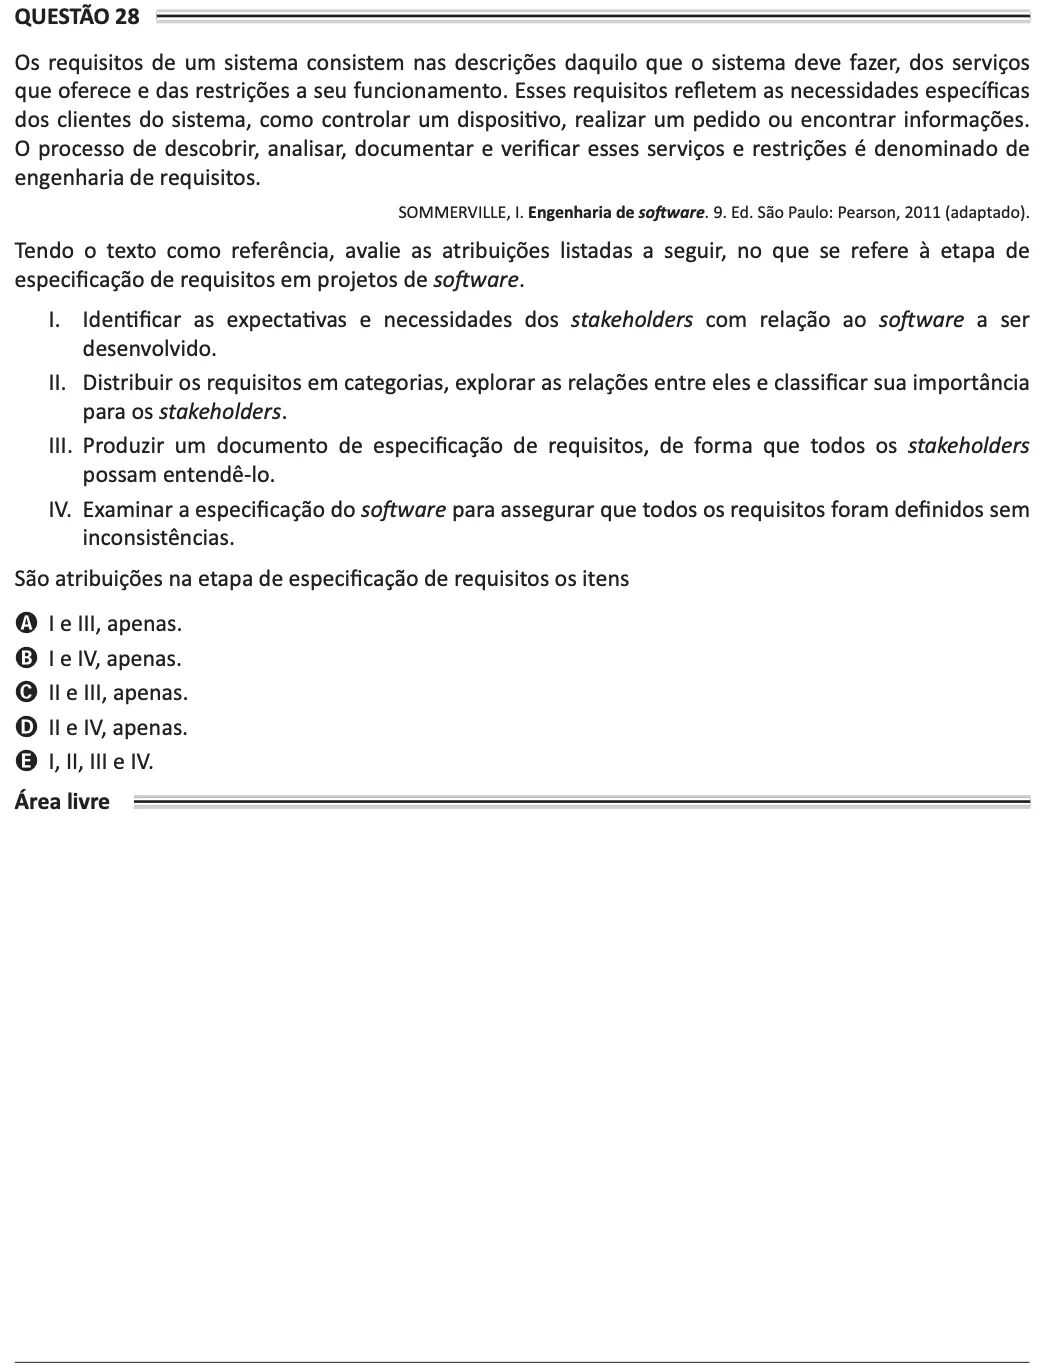 QUESTÃO 28
Os requisitos de um sistema consistem nas descrições daquilo que o sistema deve fazer, dos serviços
que oferece e das restrições a seu funcionamento. Esses requisitos refletem as necessidades específicas
dos clientes do sistema, como controlar um dispositivo, realizar um pedido ou encontrar informações.
O processo de descobrir, analisar, documentar e verificar esses serviços e restrições é denominado de
engenharia de requisitos.
SOMMERVILLE, I. Engenharia de software. 9. Ed. São Paulo: Pearson, 2011 (adaptado).
Tendo o texto como referência, avalie as atribuições listadas a seguir, no que se refere à etapa de
especificação de requisitos em projetos de software.
I. Identificar as expectativas e necessidades dos stakeholders com relação ao software a ser
desenvolvido.
II. Distribuir os requisitos em categorias, explorar as relações entre eles e classificar sua importância
para os stakeholders.
III. Produzir um documento de especificação de requisitos, de forma que todos os stakeholders
possam entendê-lo.
IV. Examinar a especificação do software para assegurar que todos os requisitos foram definidos sem
inconsistências.
São atribuições na etapa de especificação de requisitos os itens
A I e III, apenas.
B I e IV, apenas.
C II e III, apenas.
D II e IV, apenas.
E I, II, III e IV.
Área livre